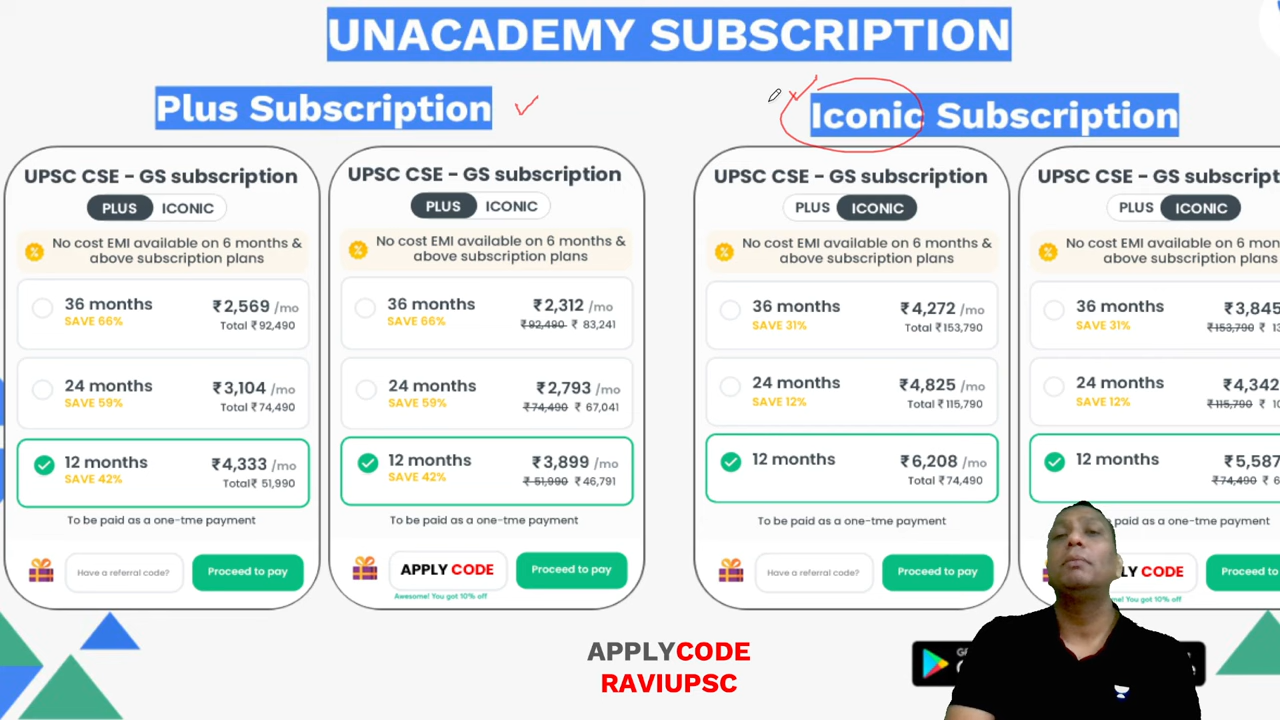 UNACADEMY SUBSCRIPTION
Plus Subscription
Iconic Subscription
UPSC CSE - GS subscription
PLUS ICONIC
No cost EMI available on 6 months &
above subscription plans
36 months ₹2,569 /mo
SAVE 66% Total ₹92,490
24 months ₹3,104 /mo
SAVE 59% Total ₹74,490
12 months ₹4,333 /mo
SAVE 42% Total₹ 51,990
To be paid as a one-tme payment
Have a referral code? Proceed to pay
UPSC CSE - GS subscription
PLUS ICONIC
No cost EMI available on 6 months &
above subscription plans
36 months ₹2,312 /mo
SAVE 66% ₹92,490 ₹ 83,241
24 months ₹2,793 /mo
SAVE 59% ₹74,490 ₹ 67,041
12 months ₹3,899 /mo
SAVE 42% ₹ 51,990 ₹46,791
To be paid as a one-tme payment
APPLY CODE Proceed to pay
Awesome! You got 10% off
UPSC CSE - GS subscription
PLUS ICONIC
No cost EMI available on 6 months &
above subscription plans
36 months ₹4,272 /mo
SAVE 31% Total ₹153,790
24 months ₹4,825 /mo
SAVE 12% Total ₹115,790
12 months ₹6,208 /mo
Total ₹74,490
To be paid as a one-tme payment
Have a referral code? Proceed to pay
UPSC CSE - GS subscript
PLUS ICONIC
No cost EMI available on 6 mon
above subscription plans
36 months ₹3,845
SAVE 31% ₹153,790 ₹ 13
24 months ₹4,342
SAVE 12% ₹115,790 ₹ 10
12 months ₹5,587
₹74,490 ₹ 6
paid as a one-tme payment
LY CODE Proceed to
me! You got 10% off
APPLYCODE
RAVIUPSC